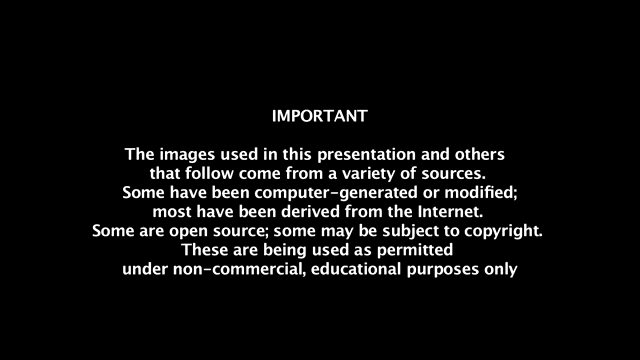 IMPORTANT
The images used in this presentation and others
that follow come from a variety of sources.
Some have been computer-generated or modified;
most have been derived from the Internet.
Some are open source; some may be subject to copyright.
These are being used as permitted
under non-commercial, educational purposes only